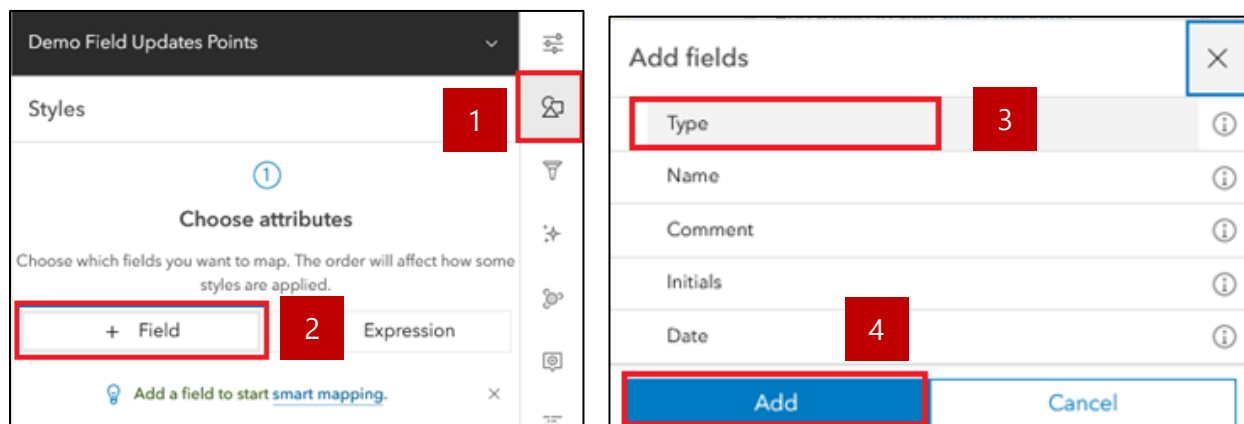 Demo Field Updates Points
Styles
1
1
Choose attributes
Choose which fields you want to map. The order will affect how some
styles are applied.
+ Field
2
Expression
Add a field to start smart mapping.
Add fields
Type
3
Name
Comment
Initials
Date
4
Add
Cancel